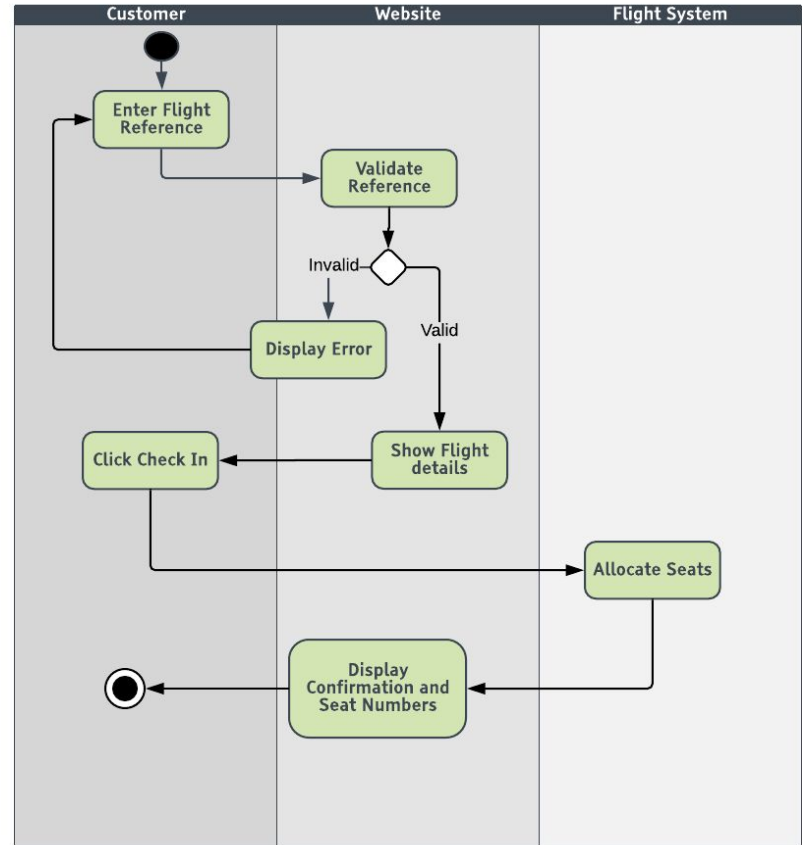 Customer
Website
Flight System
Enter Flight
Reference
Validate
Reference
Invalid
Valid
Display Error
Click Check In
Show Flight
details
Allocate Seats
Display
Confirmation and
Seat Numbers